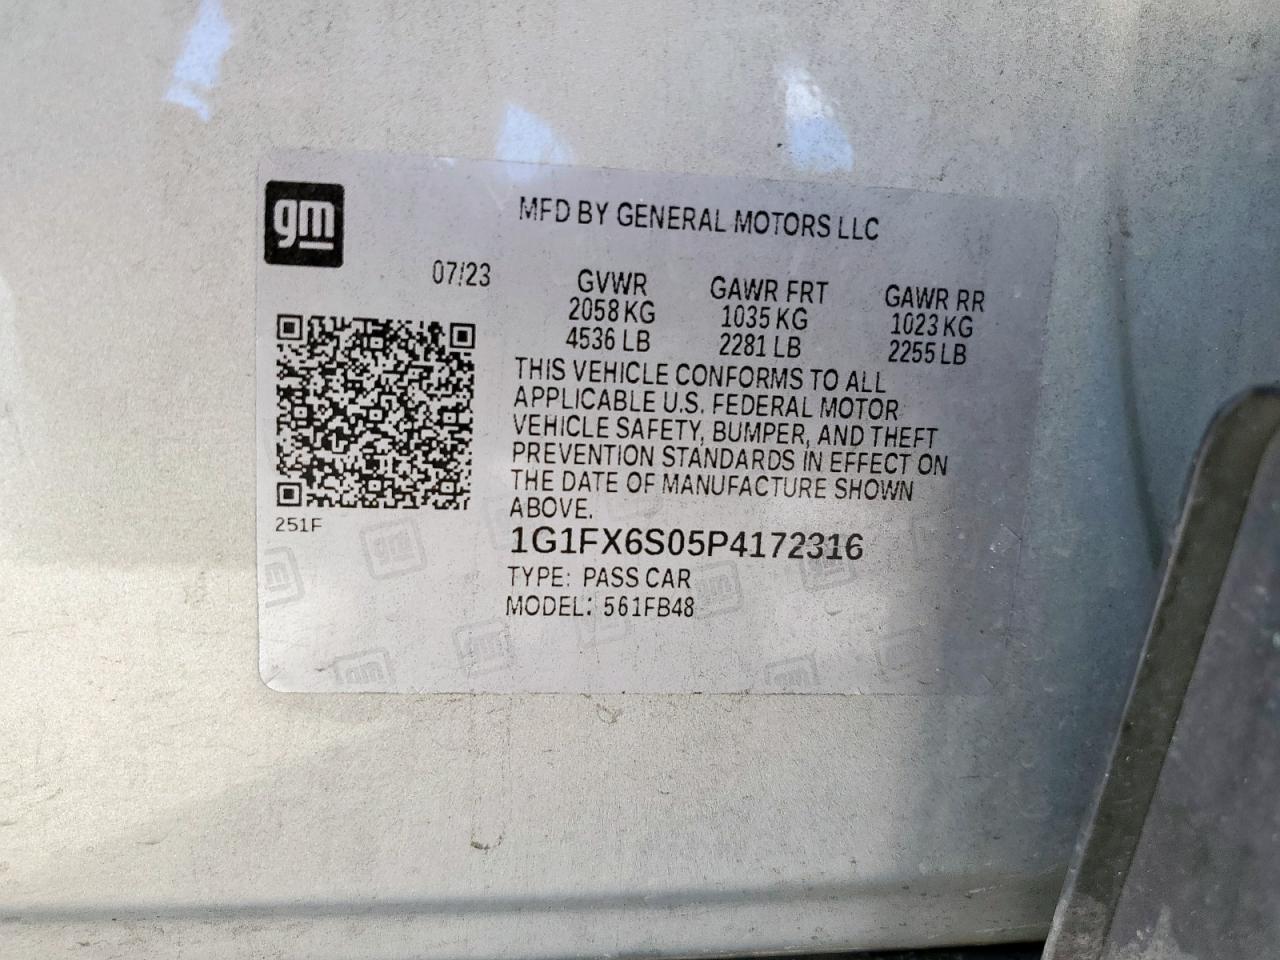 gm
MFD BY GENERAL MOTORS LLC
07/23
GVWR GAWR FRT GAWR RR
2058 KG 1035 KG 1023 KG
4536 LB 2281 LB 2255 LB
THIS VEHICLE CONFORMS TO ALL
APPLICABLE U.S. FEDERAL MOTOR
VEHICLE SAFETY, BUMPER, AND THEFT
PREVENTION STANDARDS IN EFFECT ON
THE DATE OF MANUFACTURE SHOWN
ABOVE.
251F
1G1FX6S05P4172316
TYPE: PASS CAR
MODEL: 561FB48